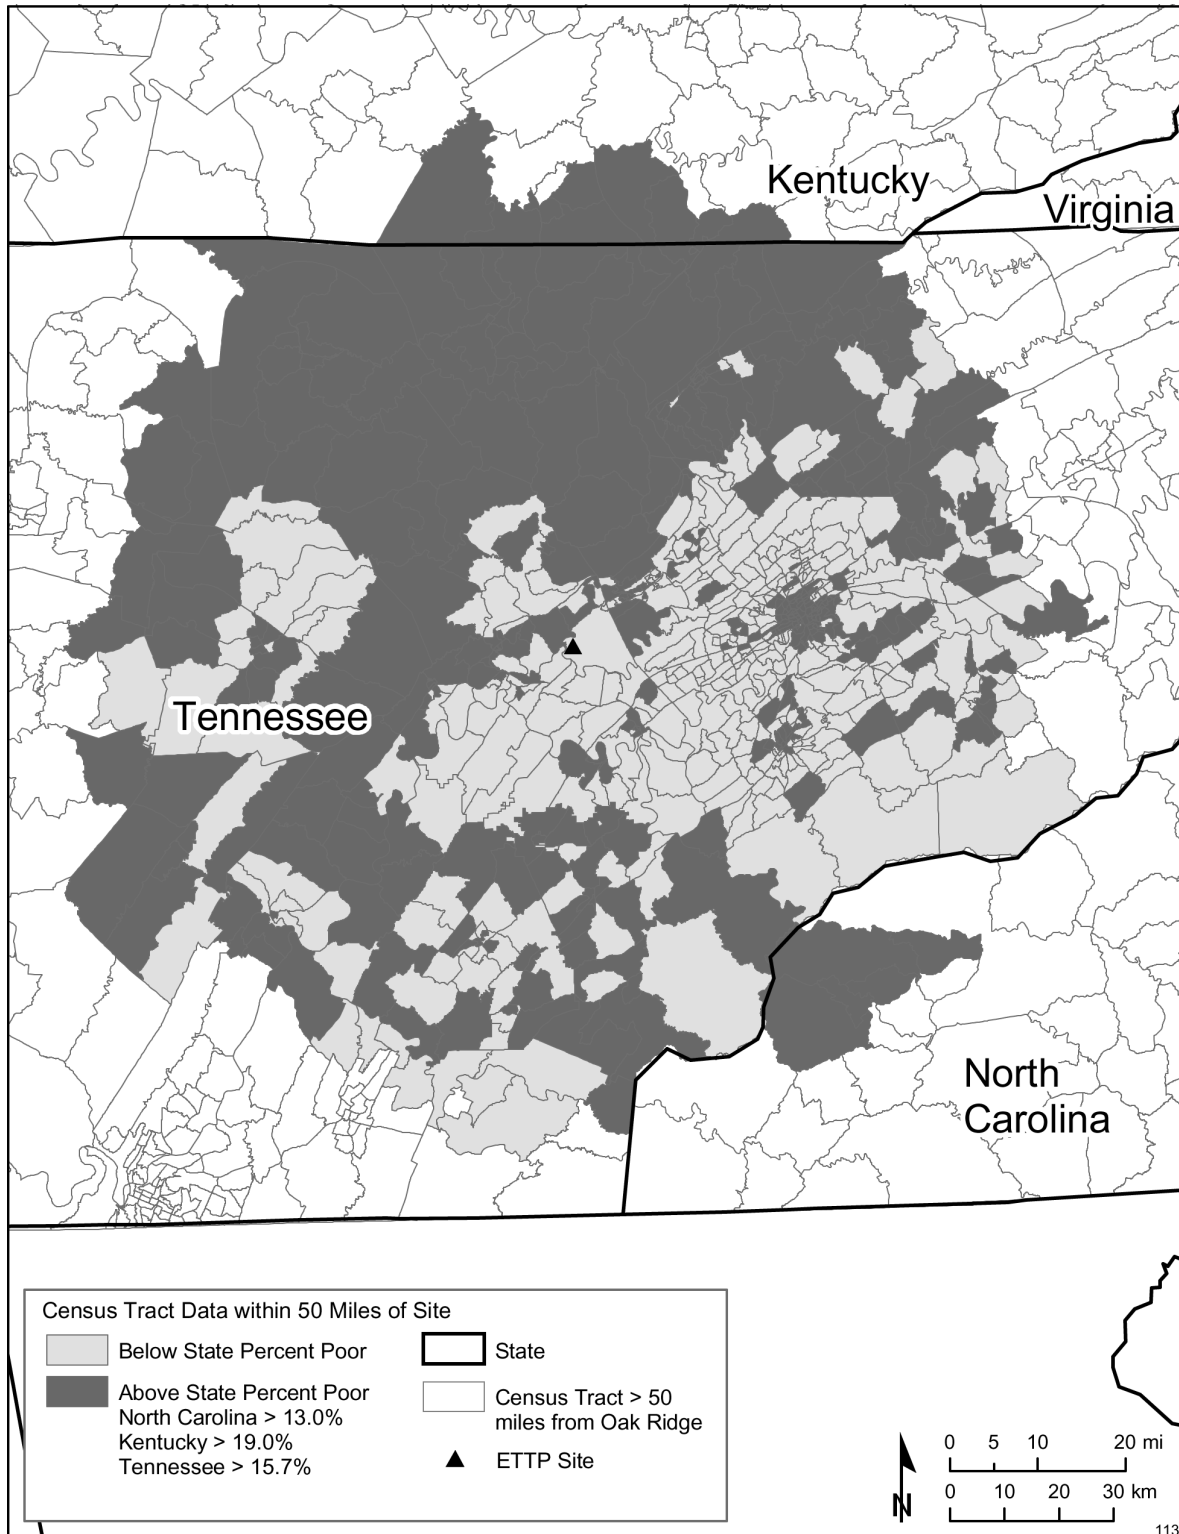 Kentucky
Virginia
Tennessee
North
Carolina
Census Tract Data within 50 Miles of Site
Below State Percent Poor
Above State Percent Poor
North Carolina > 13.0%
Kentucky > 19.0%
Tennessee > 15.7%
State
Census Tract > 50
miles from Oak Ridge
ETTP Site
N
0 5 10 20 mi
0 10 20 30 km
113